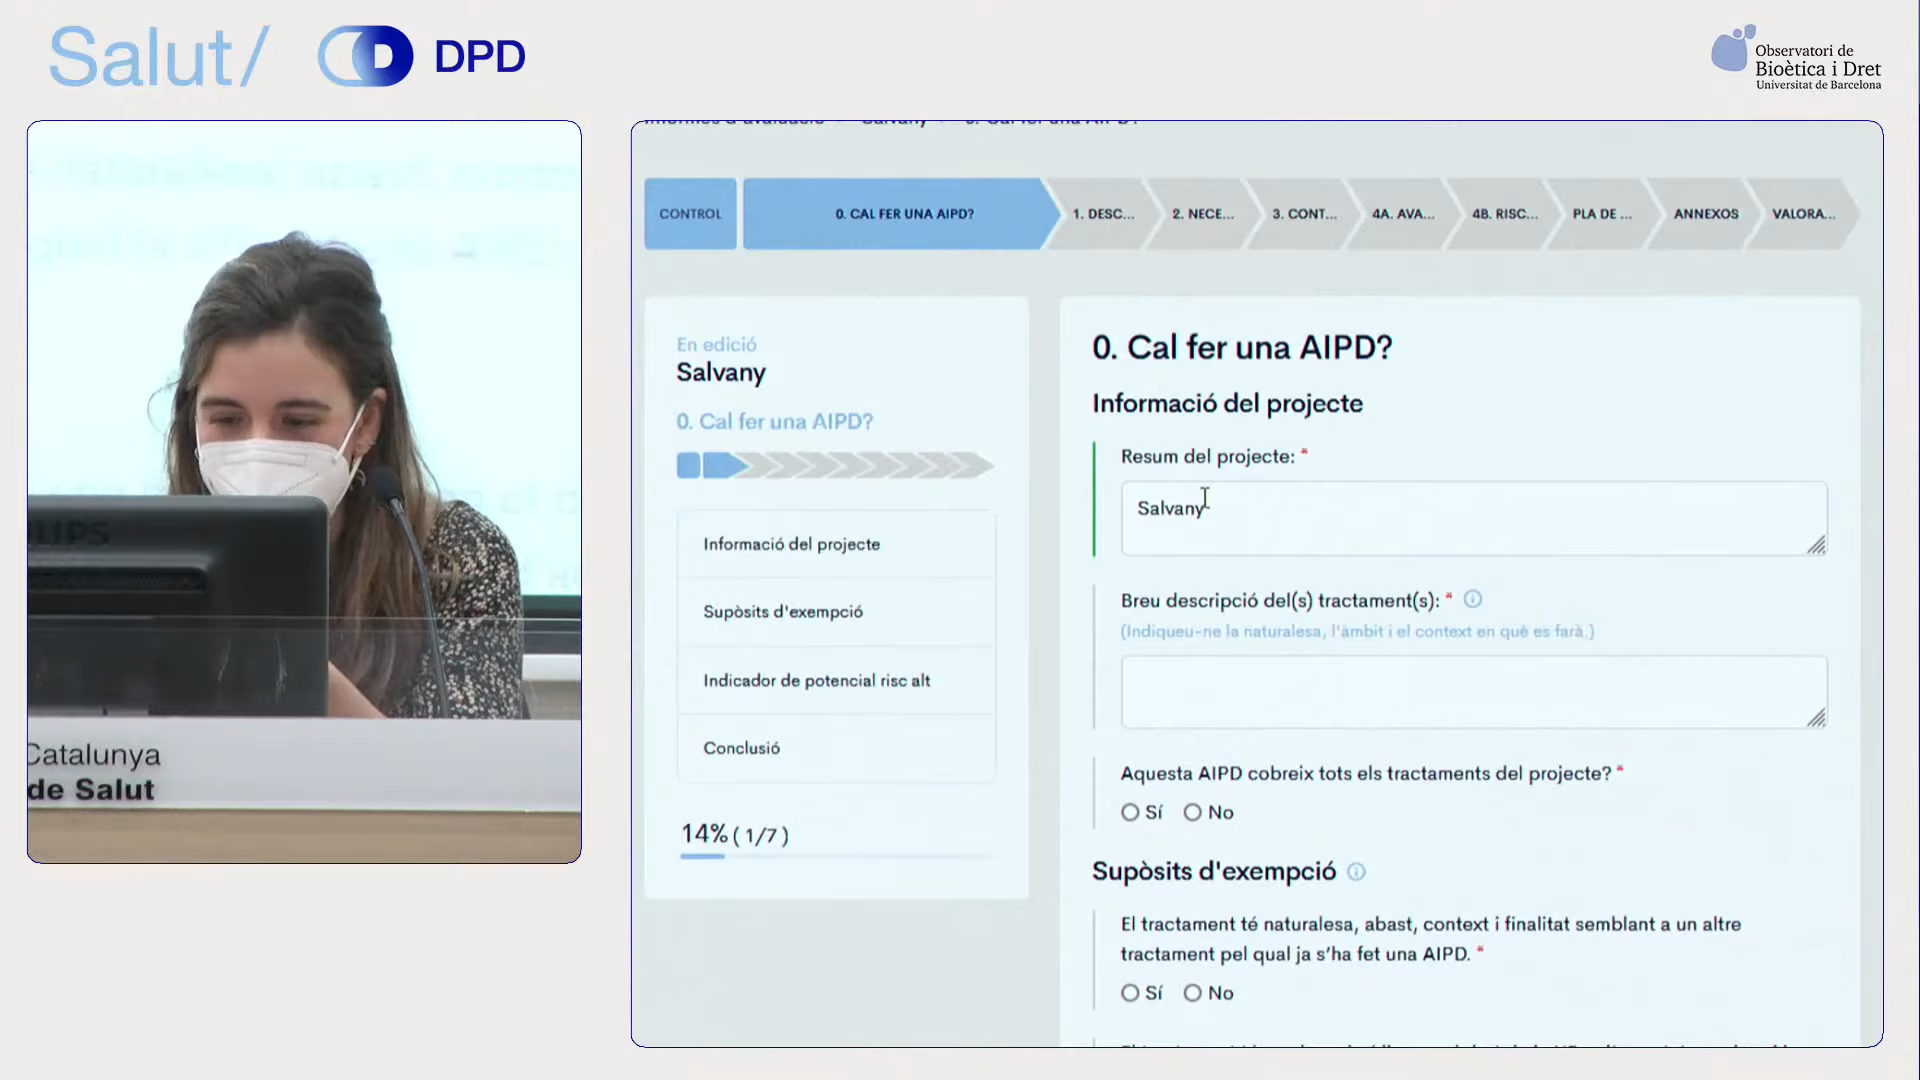 Salut/
D DPD
Observatori de
Bioètica i Dret
Universitat de Barcelona
CONTROL
0. CAL FER UNA AIPD?
1. DESC...
2. NECE...
3. CONT...
4A. AVA...
4B. RISC...
PLA DE ...
ANNEXOS
VALORA...
En edició
Salvany
0. Cal fer una AIPD?
Informació del projecte
Supòsits d'exempció
Indicador de potencial risc alt
Conclusió
14% ( 1/7 )
0. Cal fer una AIPD?
Informació del projecte
Resum del projecte: *
Salvany
Breu descripció del(s) tractament(s): *
(Indiqueu-ne la naturalesa, l'àmbit i el context en què es farà.)
Aquesta AIPD cobreix tots els tractaments del projecte? *
Sí No
Supòsits d'exempció
El tractament té naturalesa, abast, context i finalitat semblant a un altre
tractament pel qual ja s’ha fet una AIPD. *
Sí No
Catalunya
de Salut